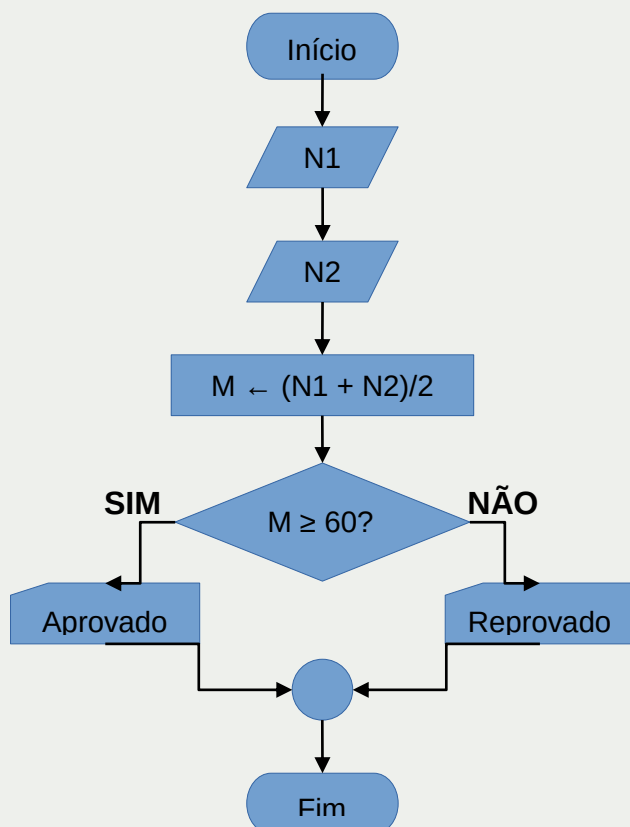 Início
N1
N2
M ← (N1 + N2)/2
SIM
M ≥ 60?
NÃO
Aprovado
Reprovado
Fim